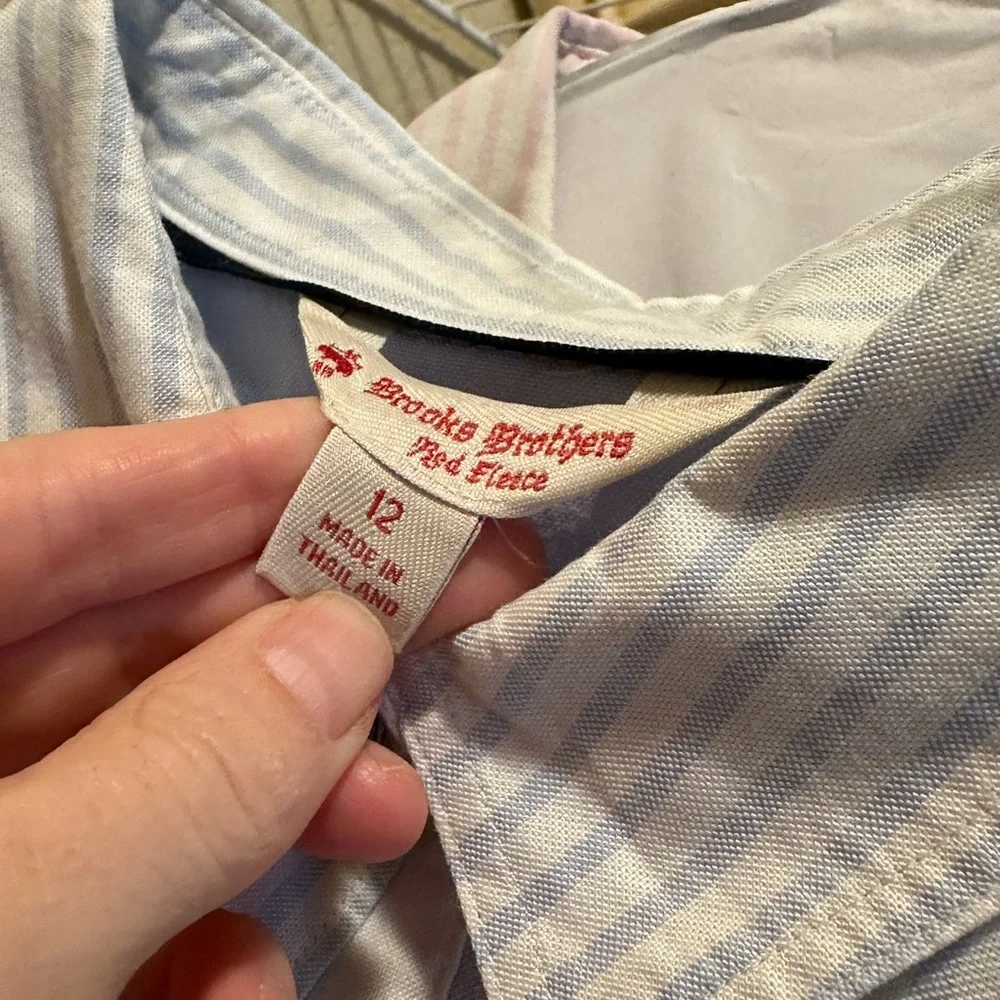 Brooks Brothers
Red Fleece
12
MADE IN
THAILAND